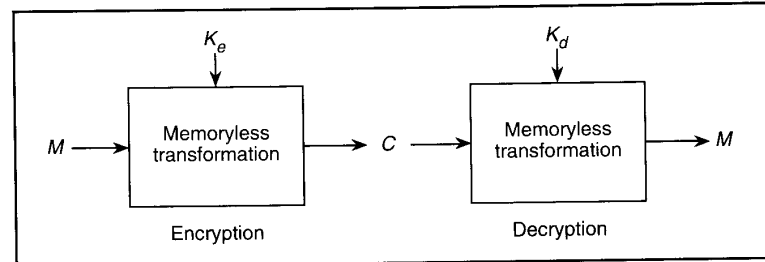 K_e
K_d
M
Memoryless
transformation
C
Memoryless
transformation
M
Encryption
Decryption